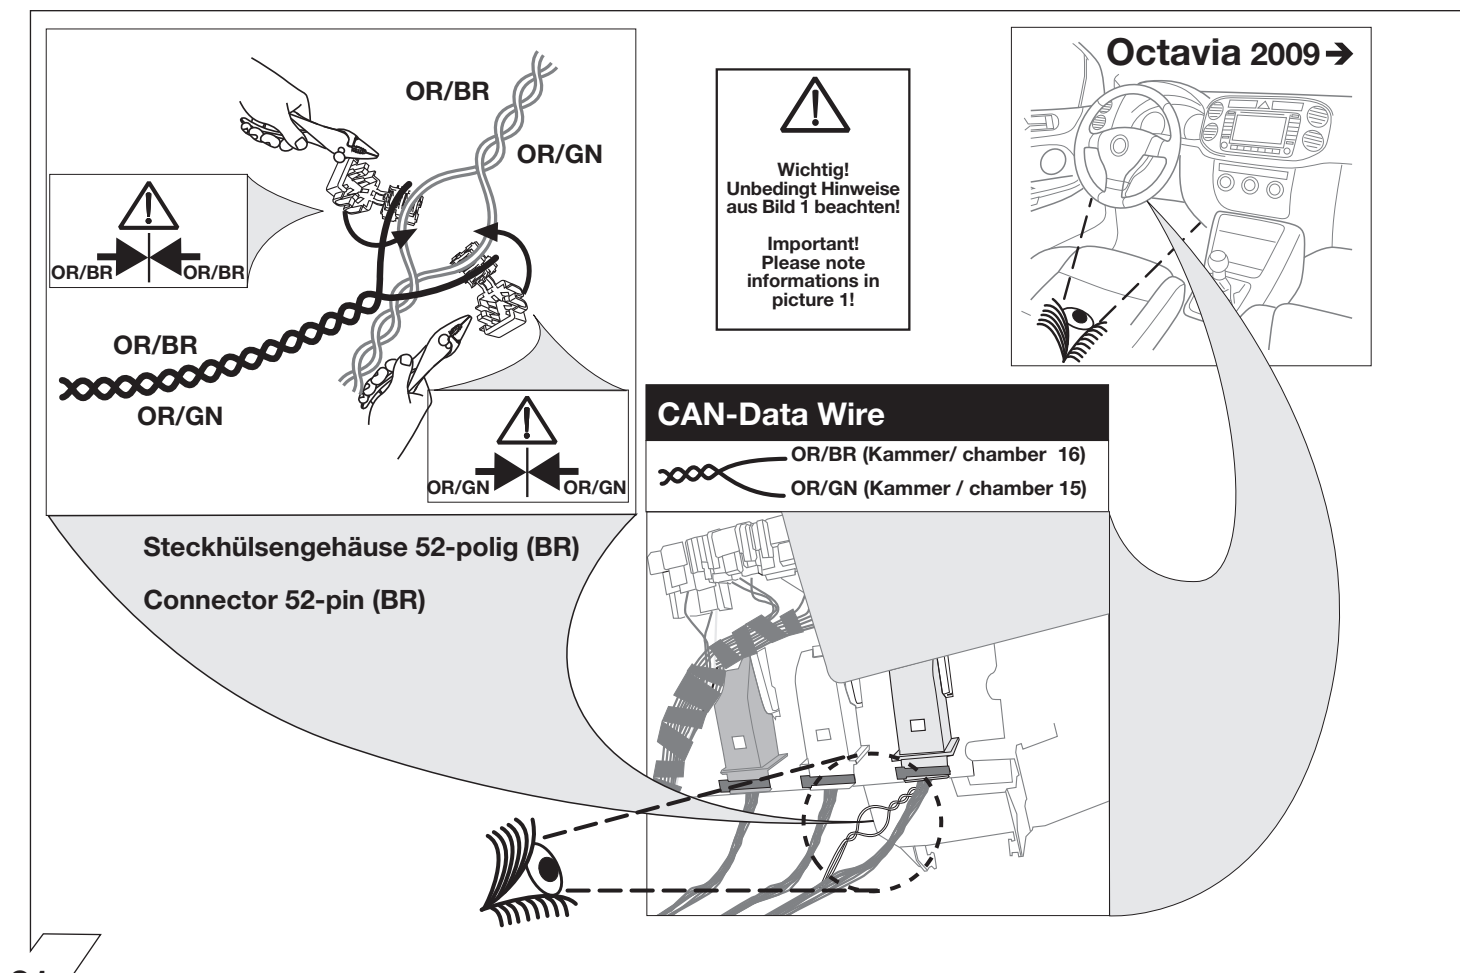 OR/BR
OR/GN
OR/BR OR/BR
OR/BR
OR/GN
OR/GN OR/GN
Wichtig!
Unbedingt Hinweise
aus Bild 1 beachten!
Important!
Please note
informations in
picture 1!
Octavia 2009➔
CAN-Data Wire
OR/BR (Kammer/ chamber 16)
OR/GN (Kammer / chamber 15)
Steckhülsengehäuse 52-polig (BR)
Connector 52-pin (BR)